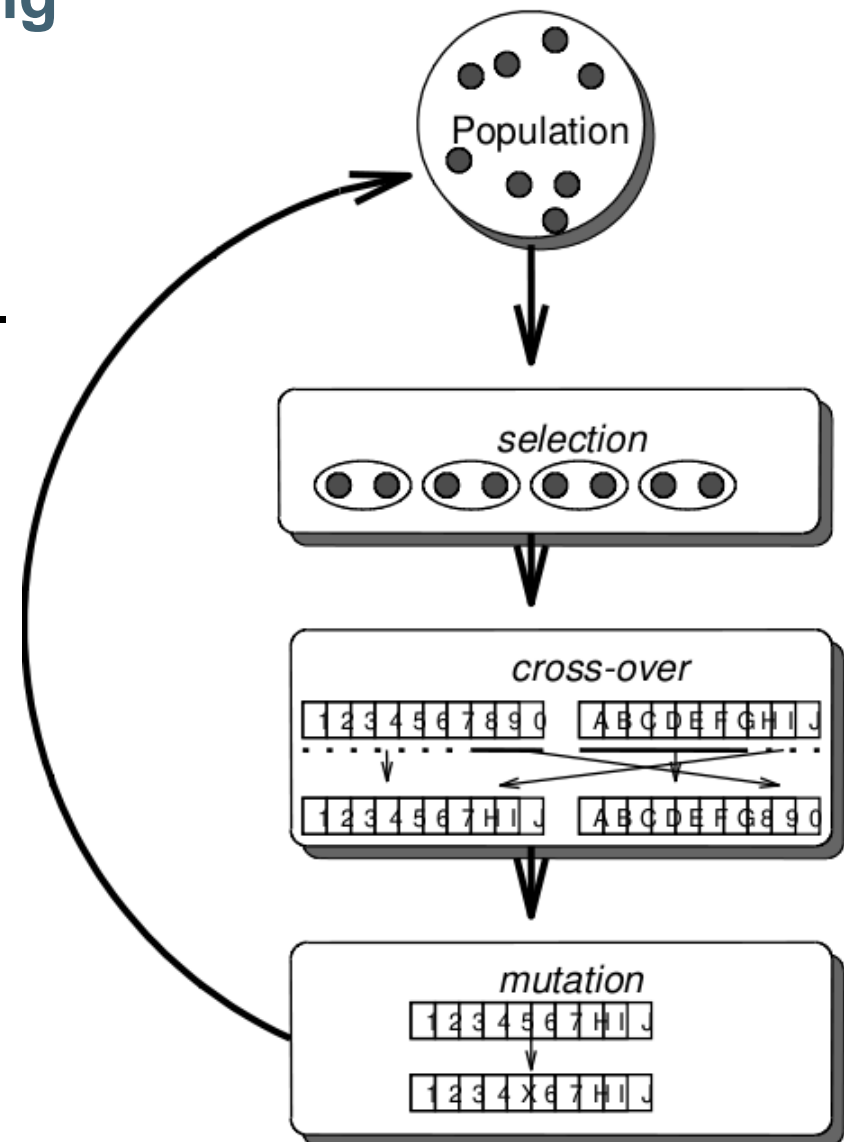 ig
Population
selection
cross-over
1 2 3 4 5 6 7 8 9 0 A B C D E F G H I J
1 2 3 4 5 6 7 H I J A B C D E F G 8 9 0
mutation
1 2 3 4 5 6 7 H I J
1 2 3 4 X 6 7 H I J